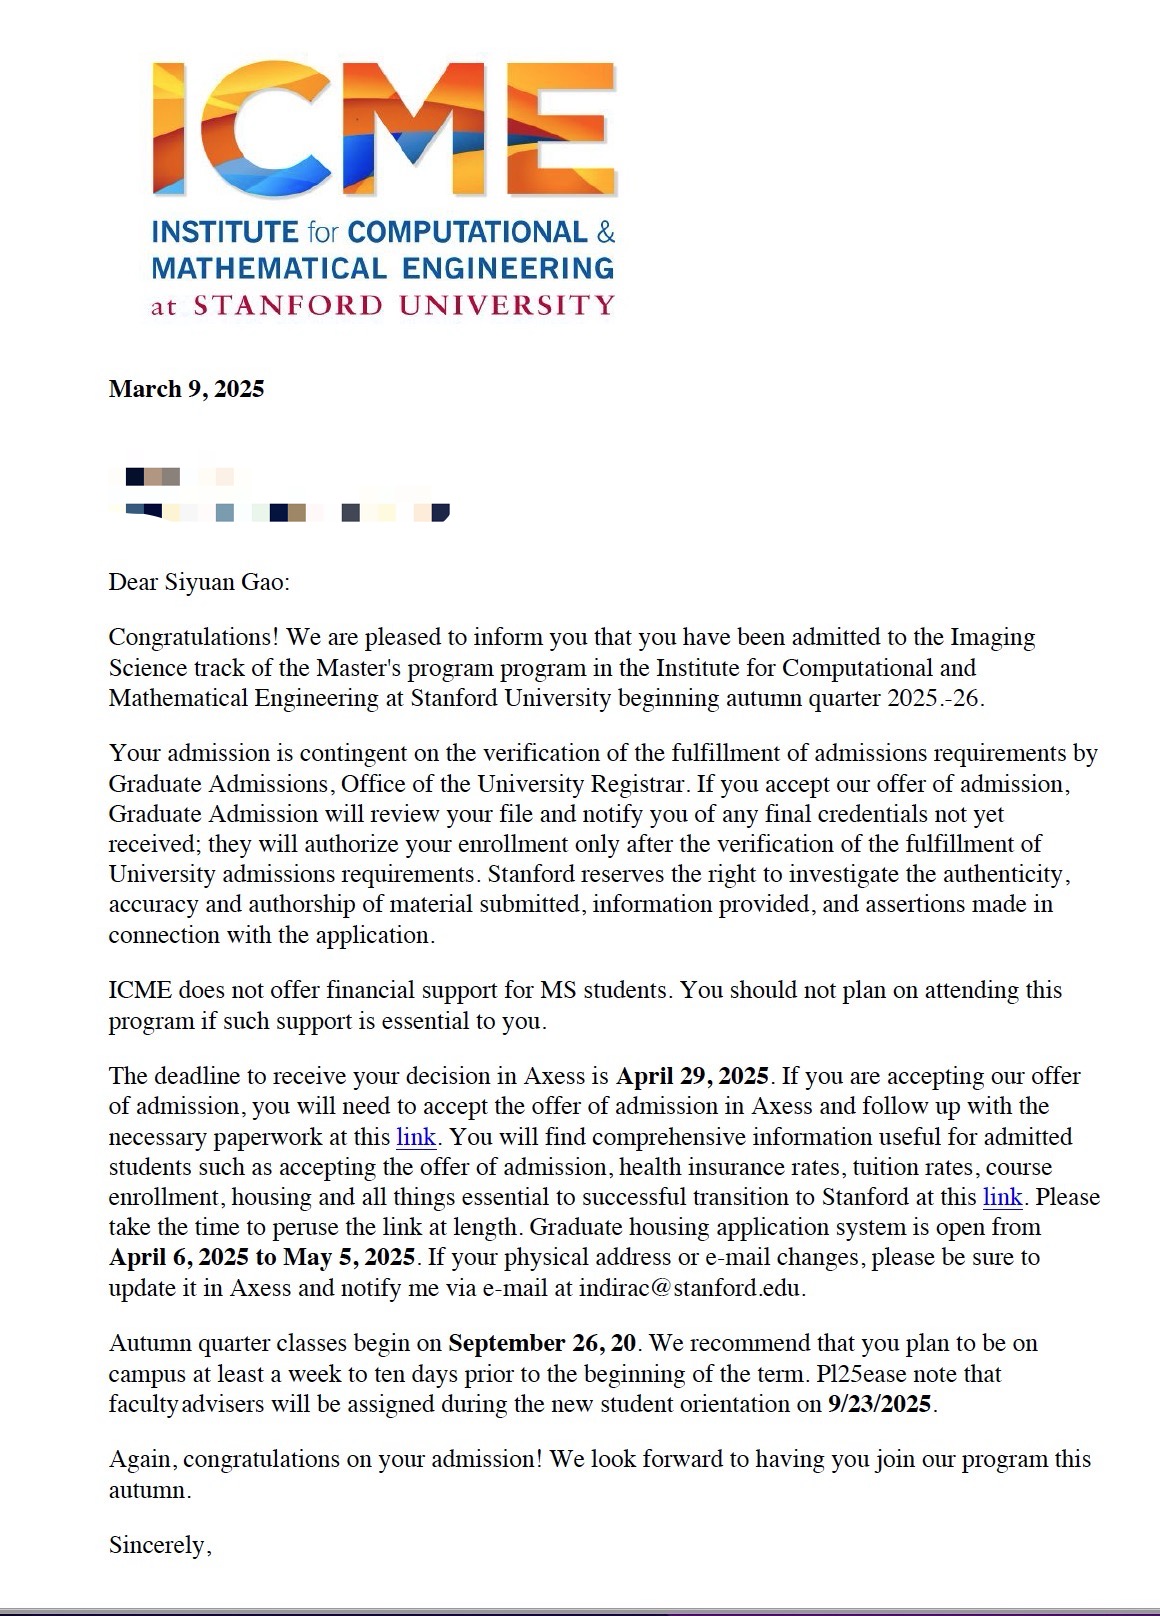 ICME
INSTITUTE for COMPUTATIONAL &
MATHEMATICAL ENGINEERING
at STANFORD UNIVERSITY
March 9, 2025
Dear Siyuan Gao:
Congratulations! We are pleased to inform you that you have been admitted to the Imaging
Science track of the Master's program program in the Institute for Computational and
Mathematical Engineering at Stanford University beginning autumn quarter 2025.-26.
Your admission is contingent on the verification of the fulfillment of admissions requirements by
Graduate Admissions, Office of the University Registrar. If you accept our offer of admission,
Graduate Admission will review your file and notify you of any final credentials not yet
received; they will authorize your enrollment only after the verification of the fulfillment of
University admissions requirements. Stanford reserves the right to investigate the authenticity,
accuracy and authorship of material submitted, information provided, and assertions made in
connection with the application.
ICME does not offer financial support for MS students. You should not plan on attending this
program if such support is essential to you.
The deadline to receive your decision in Axess is April 29, 2025. If you are accepting our offer
of admission, you will need to accept the offer of admission in Axess and follow up with the
necessary paperwork at this link. You will find comprehensive information useful for admitted
students such as accepting the offer of admission, health insurance rates, tuition rates, course
enrollment, housing and all things essential to successful transition to Stanford at this link. Please
take the time to peruse the link at length. Graduate housing application system is open from
April 6, 2025 to May 5, 2025. If your physical address or e-mail changes, please be sure to
update it in Axess and notify me via e-mail at indirac@stanford.edu.
Autumn quarter classes begin on September 26, 20. We recommend that you plan to be on
campus at least a week to ten days prior to the beginning of the term. Pl25ease note that
faculty advisers will be assigned during the new student orientation on 9/23/2025.
Again, congratulations on your admission! We look forward to having you join our program this
autumn.
Sincerely,